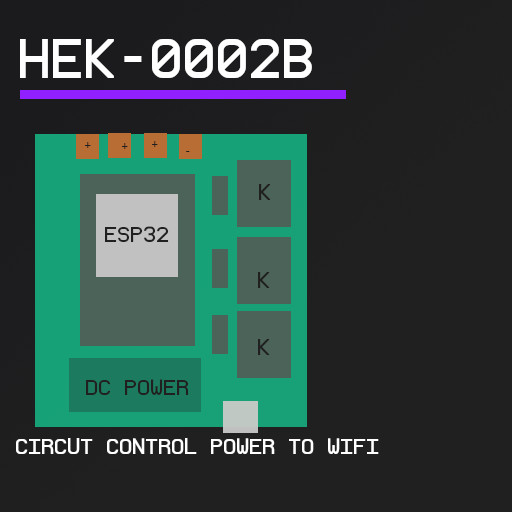 HEK-0002B
+ + + -
K
ESP32
K
K
DC POWER
CIRCUT CONTROL POWER TO WIFI